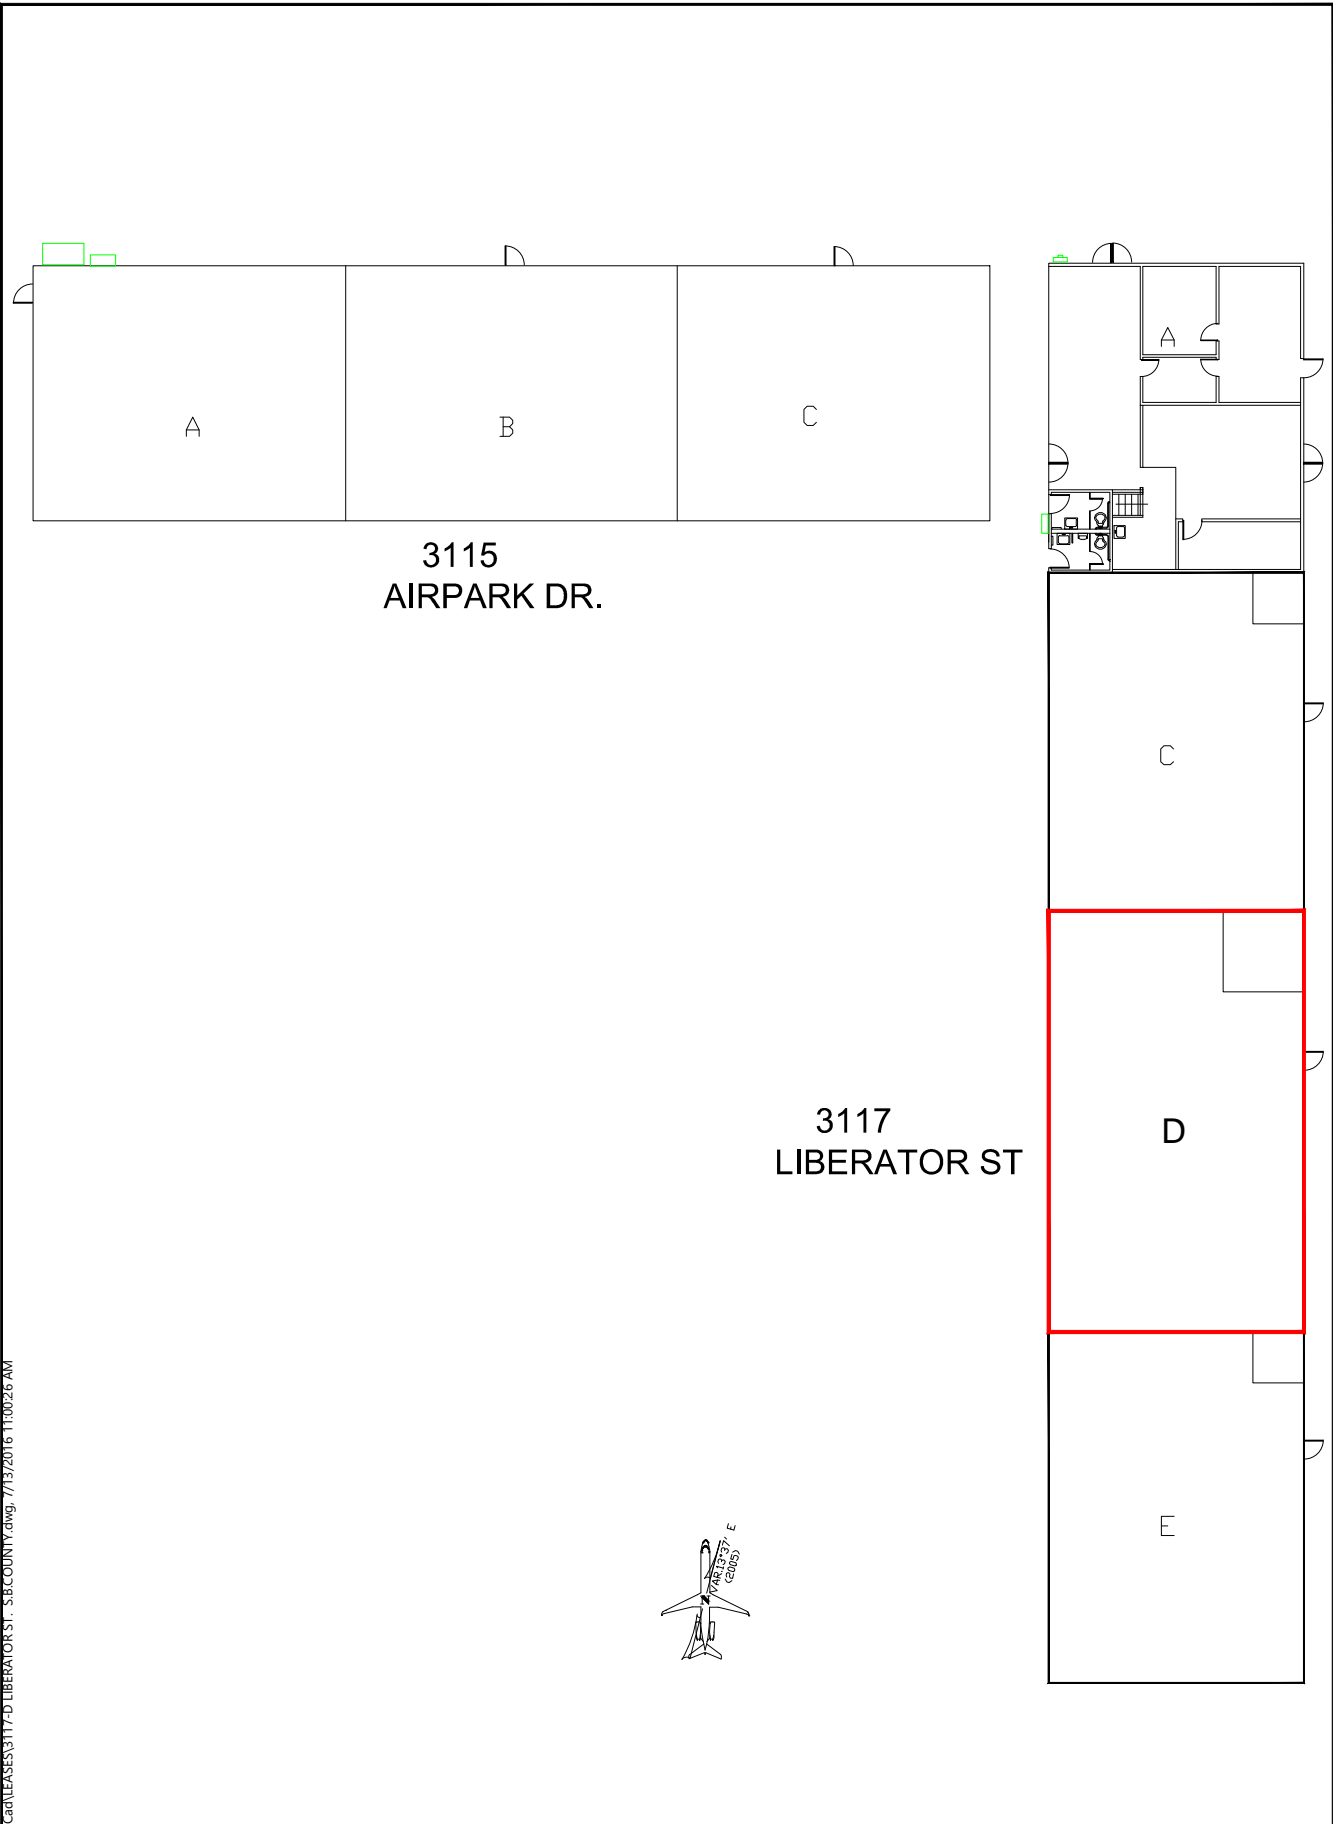 A
B
C
A
3115
AIRPARK DR.
C
3117
LIBERATOR ST
D
E
VAR.13°37' E
(2005)
N
Cad\LEASES\3117-D LIBERATOR ST. S.B.COUNTY.dwg, 7/13/2016 11:00:26 AM